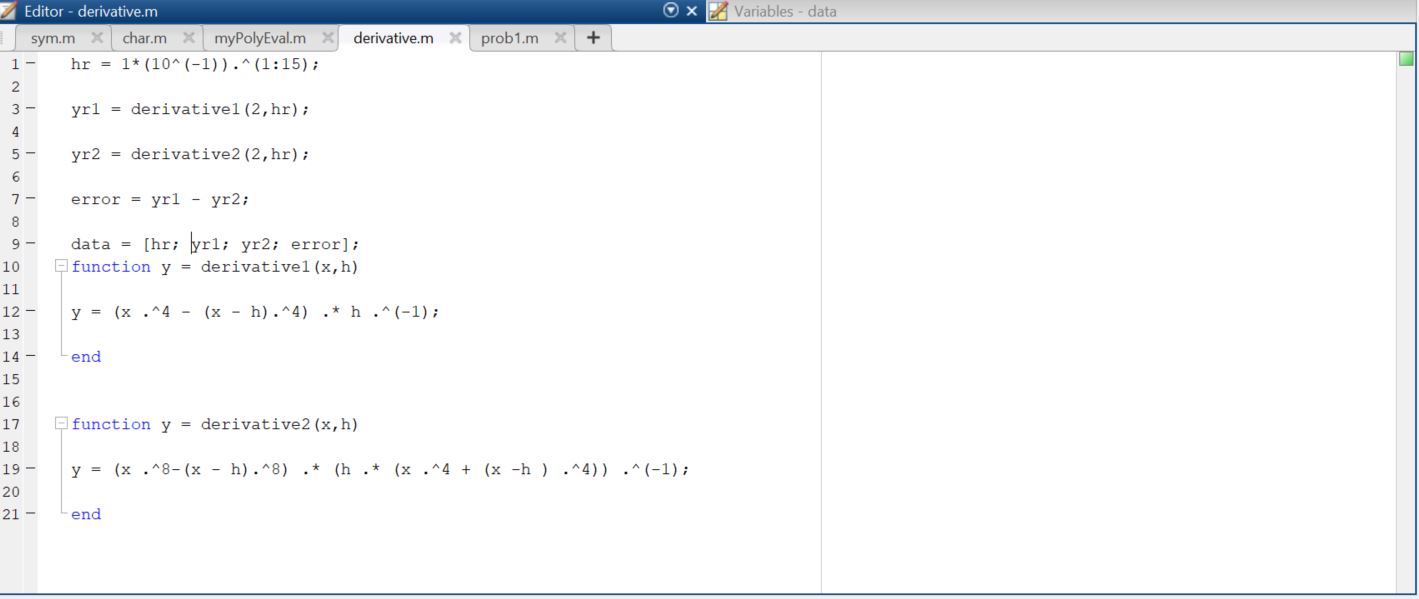 Editor - derivative.m
Variables - data
sym.m char.m myPolyEval.m derivative.m prob1.m +
1 hr = 1*(10^(-1)).^(1:15);
2
3 yr1 = derivative1(2,hr);
4
5 yr2 = derivative2(2,hr);
6
7 error = yr1 - yr2;
8
9 data = [hr; yr1; yr2; error];
10 function y = derivative1(x,h)
11
12 y = (x .^4 - (x - h).^4) .* h .^(-1);
13
14 end
15
16
17 function y = derivative2(x,h)
18
19 y = (x .^8-(x - h).^8) .* (h .* (x .^4 + (x -h ) .^4)) .^(-1);
20
21 end